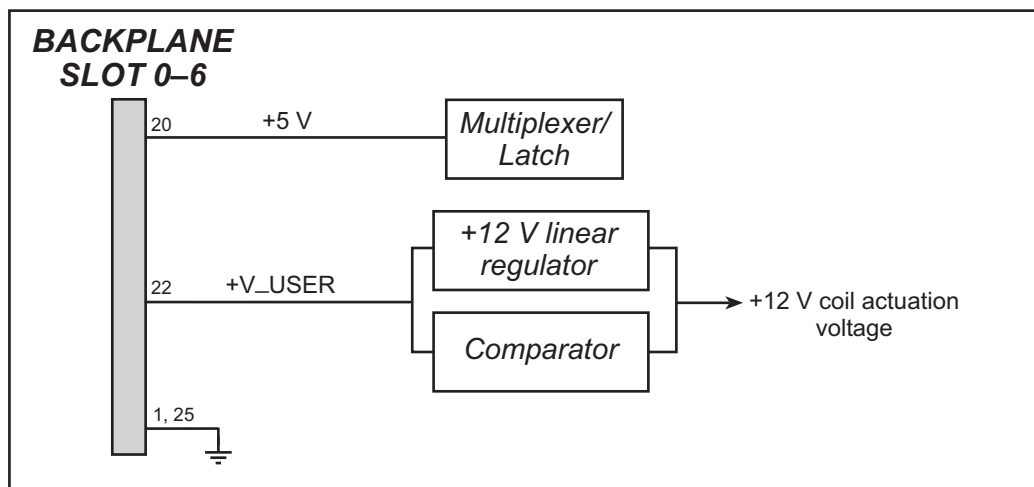 BACKPLANE
SLOT 0–6
20
+5 V
Multiplexer/
Latch
22
+V_USER
+12 V linear
regulator
Comparator
+12 V coil actuation
voltage
1, 25